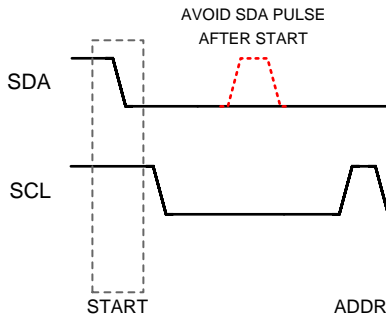 AVOID SDA PULSE
AFTER START
SDA
SCL
START
ADDR